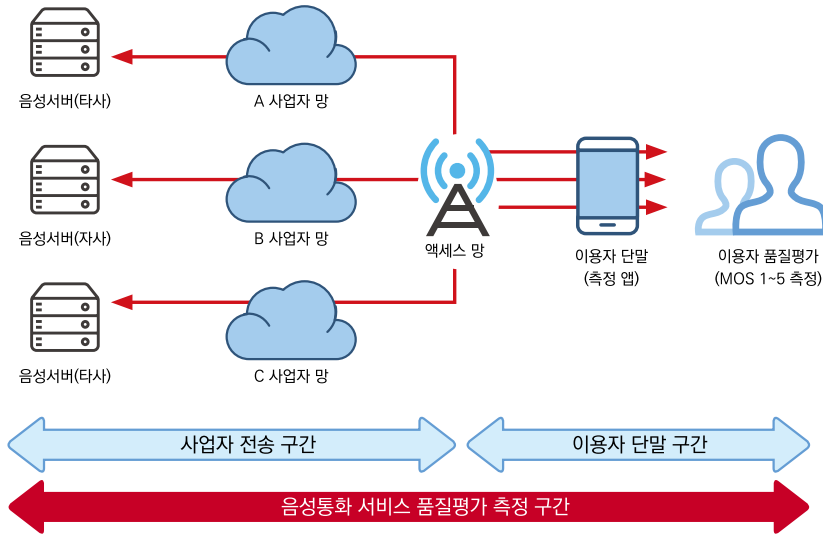 음성서버(타사)
A 사업자 망
음성서버(자사)
B 사업자 망
액세스 망
이용자 단말
(측정 앱)
이용자 품질평가
(MOS 1~5 측정)
음성서버(타사)
C 사업자 망
사업자 전송 구간
이용자 단말 구간
음성통화 서비스 품질평가 측정 구간